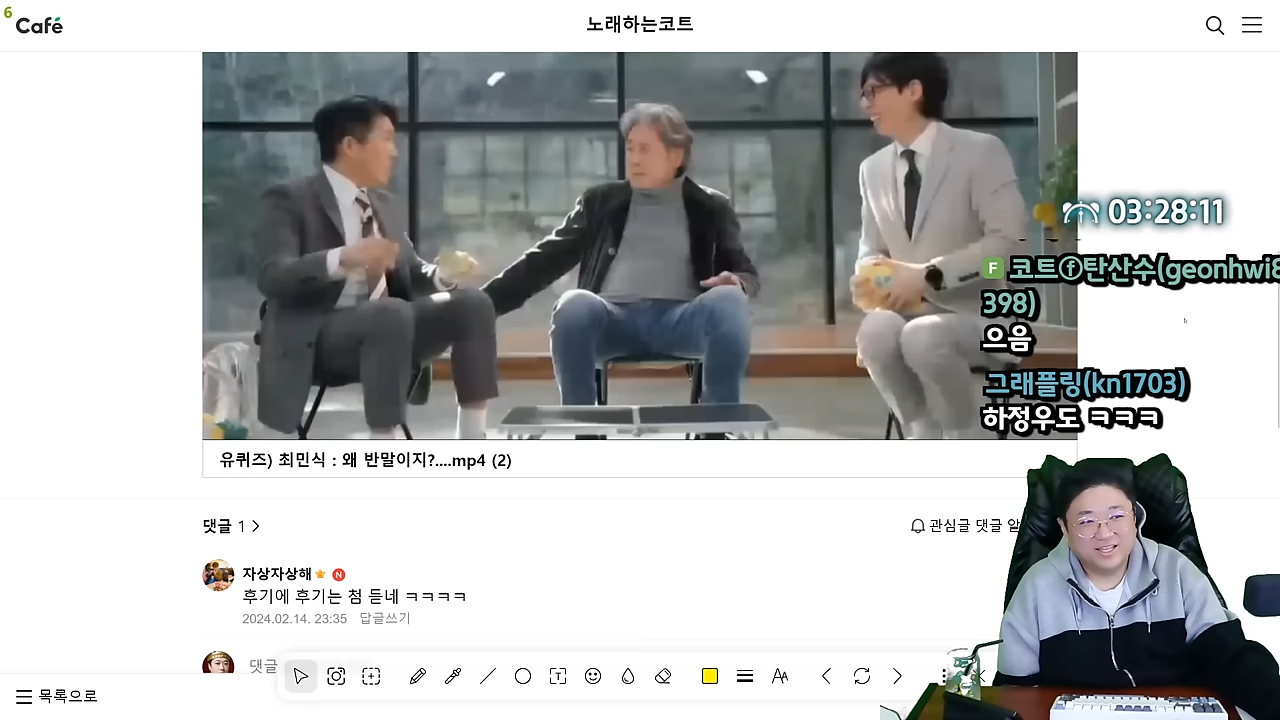 6
Café
노래하는코트
03:28:11
F 코트ⓕ탄산수(geonhwi8
398)
으음
그래플링(kn1703)
하정우도 ㅋㅋㅋ
유퀴즈) 최민식 : 왜 반말이지?....mp4 (2)
댓글 1
관심글 댓글 알
자상자상해 N
후기에 후기는 첨 듣네 ㅋㅋㅋㅋ
2024.02.14. 23:35 답글쓰기
댓글
목록으로